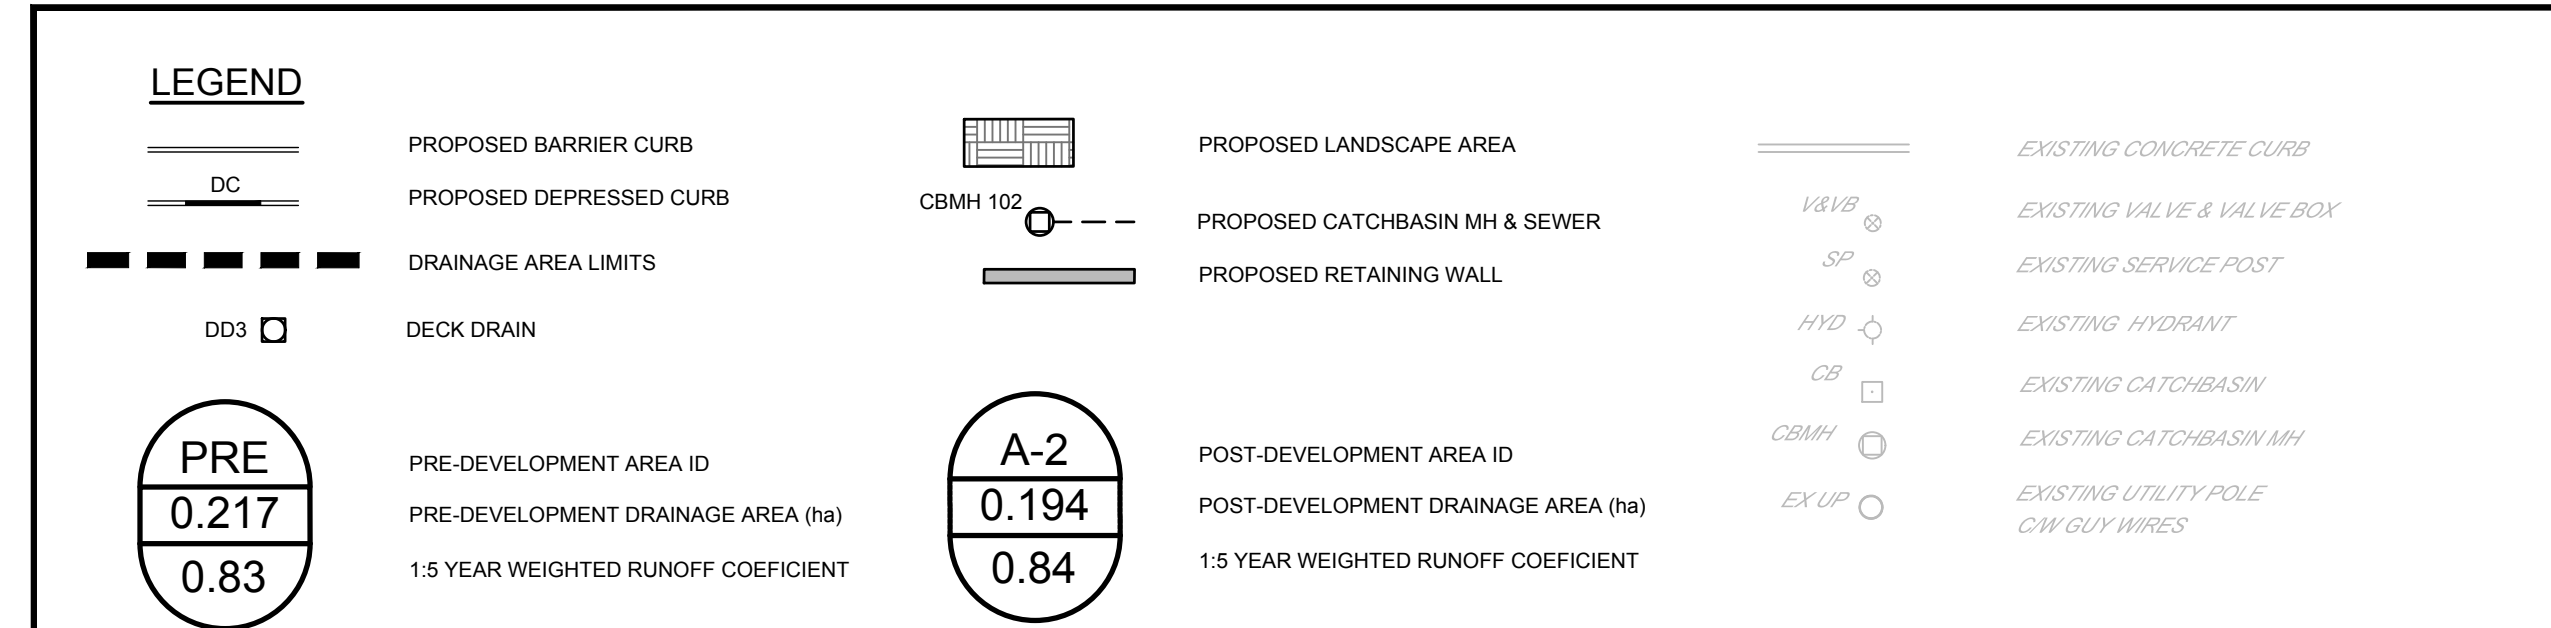 LEGEND
PROPOSED BARRIER CURB
DC
PROPOSED DEPRESSED CURB
DRAINAGE AREA LIMITS
DD3
DECK DRAIN
PRE
0.217
0.83
PRE-DEVELOPMENT AREA ID
PRE-DEVELOPMENT DRAINAGE AREA (ha)
1:5 YEAR WEIGHTED RUNOFF COEFICIENT
PROPOSED LANDSCAPE AREA
CBMH 102
PROPOSED CATCHBASIN MH & SEWER
PROPOSED RETAINING WALL
A-2
0.194
0.84
POST-DEVELOPMENT AREA ID
POST-DEVELOPMENT DRAINAGE AREA (ha)
1:5 YEAR WEIGHTED RUNOFF COEFICIENT
EXISTING CONCRETE CURB
V&VB
EXISTING VALVE & VALVE BOX
SP
EXISTING SERVICE POST
HYD
EXISTING HYDRANT
CB
EXISTING CATCHBASIN
CBMH
EXISTING CATCHBASIN MH
EX UP
EXISTING UTILITY POLE
C/W GUY WIRES